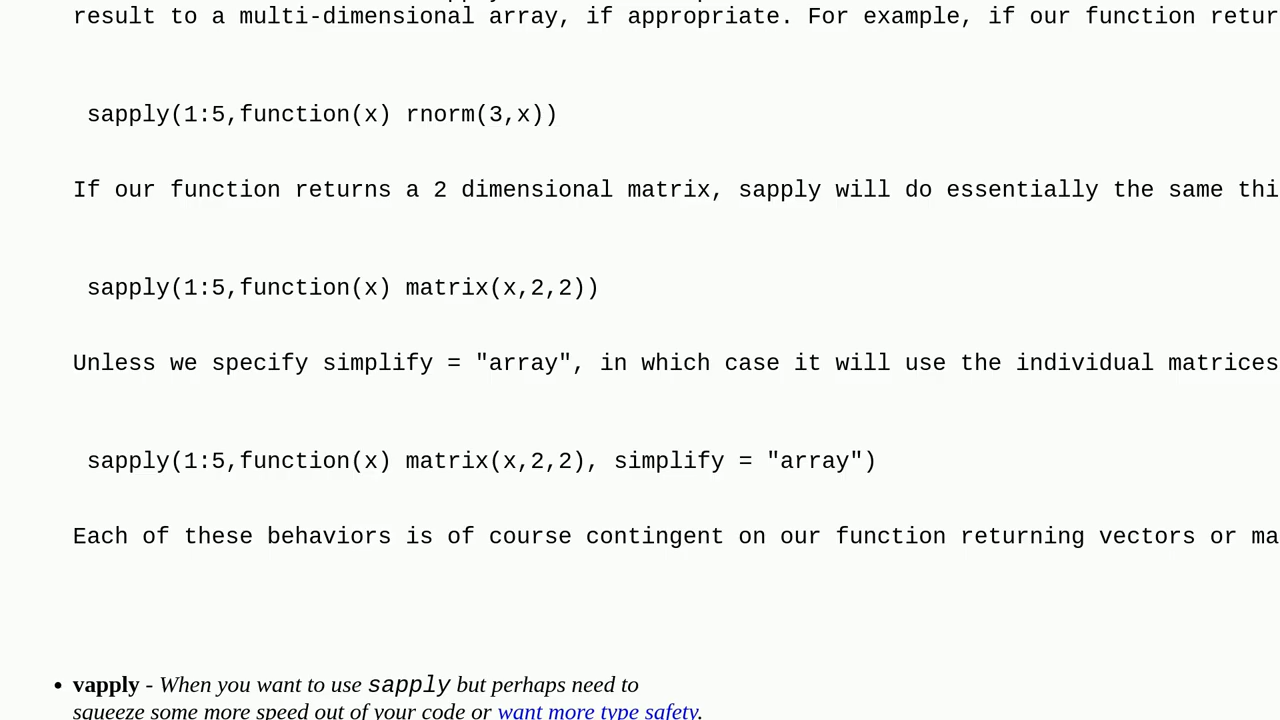 result to a multi-dimensional array, if appropriate. For example, if our function retur
sapply(1:5,function(x) rnorm(3,x))
If our function returns a 2 dimensional matrix, sapply will do essentially the same thi
sapply(1:5,function(x) matrix(x,2,2))
Unless we specify simplify = "array", in which case it will use the individual matrices
sapply(1:5,function(x) matrix(x,2,2), simplify = "array")
Each of these behaviors is of course contingent on our function returning vectors or ma
• vapply - When you want to use sapply but perhaps need to
squeeze some more speed out of your code or want more type safety.